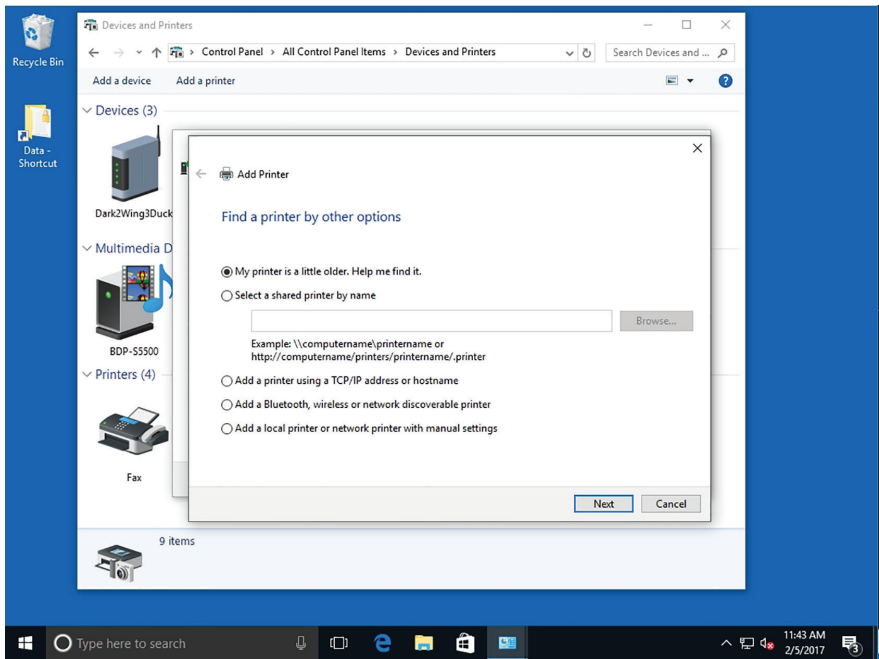 Recycle Bin
Data -
Shortcut
Devices and Printers
Control Panel > All Control Panel Items > Devices and Printers
Search Devices and ...
Add a device Add a printer
Devices (3)
Dark2Wing3Duck
Multimedia D
BDP-S5500
Printers (4)
Fax
Add Printer
Find a printer by other options
My printer is a little older. Help me find it.
Select a shared printer by name
Browse...
Example: \\computername\printername or
http://computername/printers/printername/.printer
Add a printer using a TCP/IP address or hostname
Add a Bluetooth, wireless or network discoverable printer
Add a local printer or network printer with manual settings
Next Cancel
9 items
Type here to search
11:43 AM
2/5/2017
3